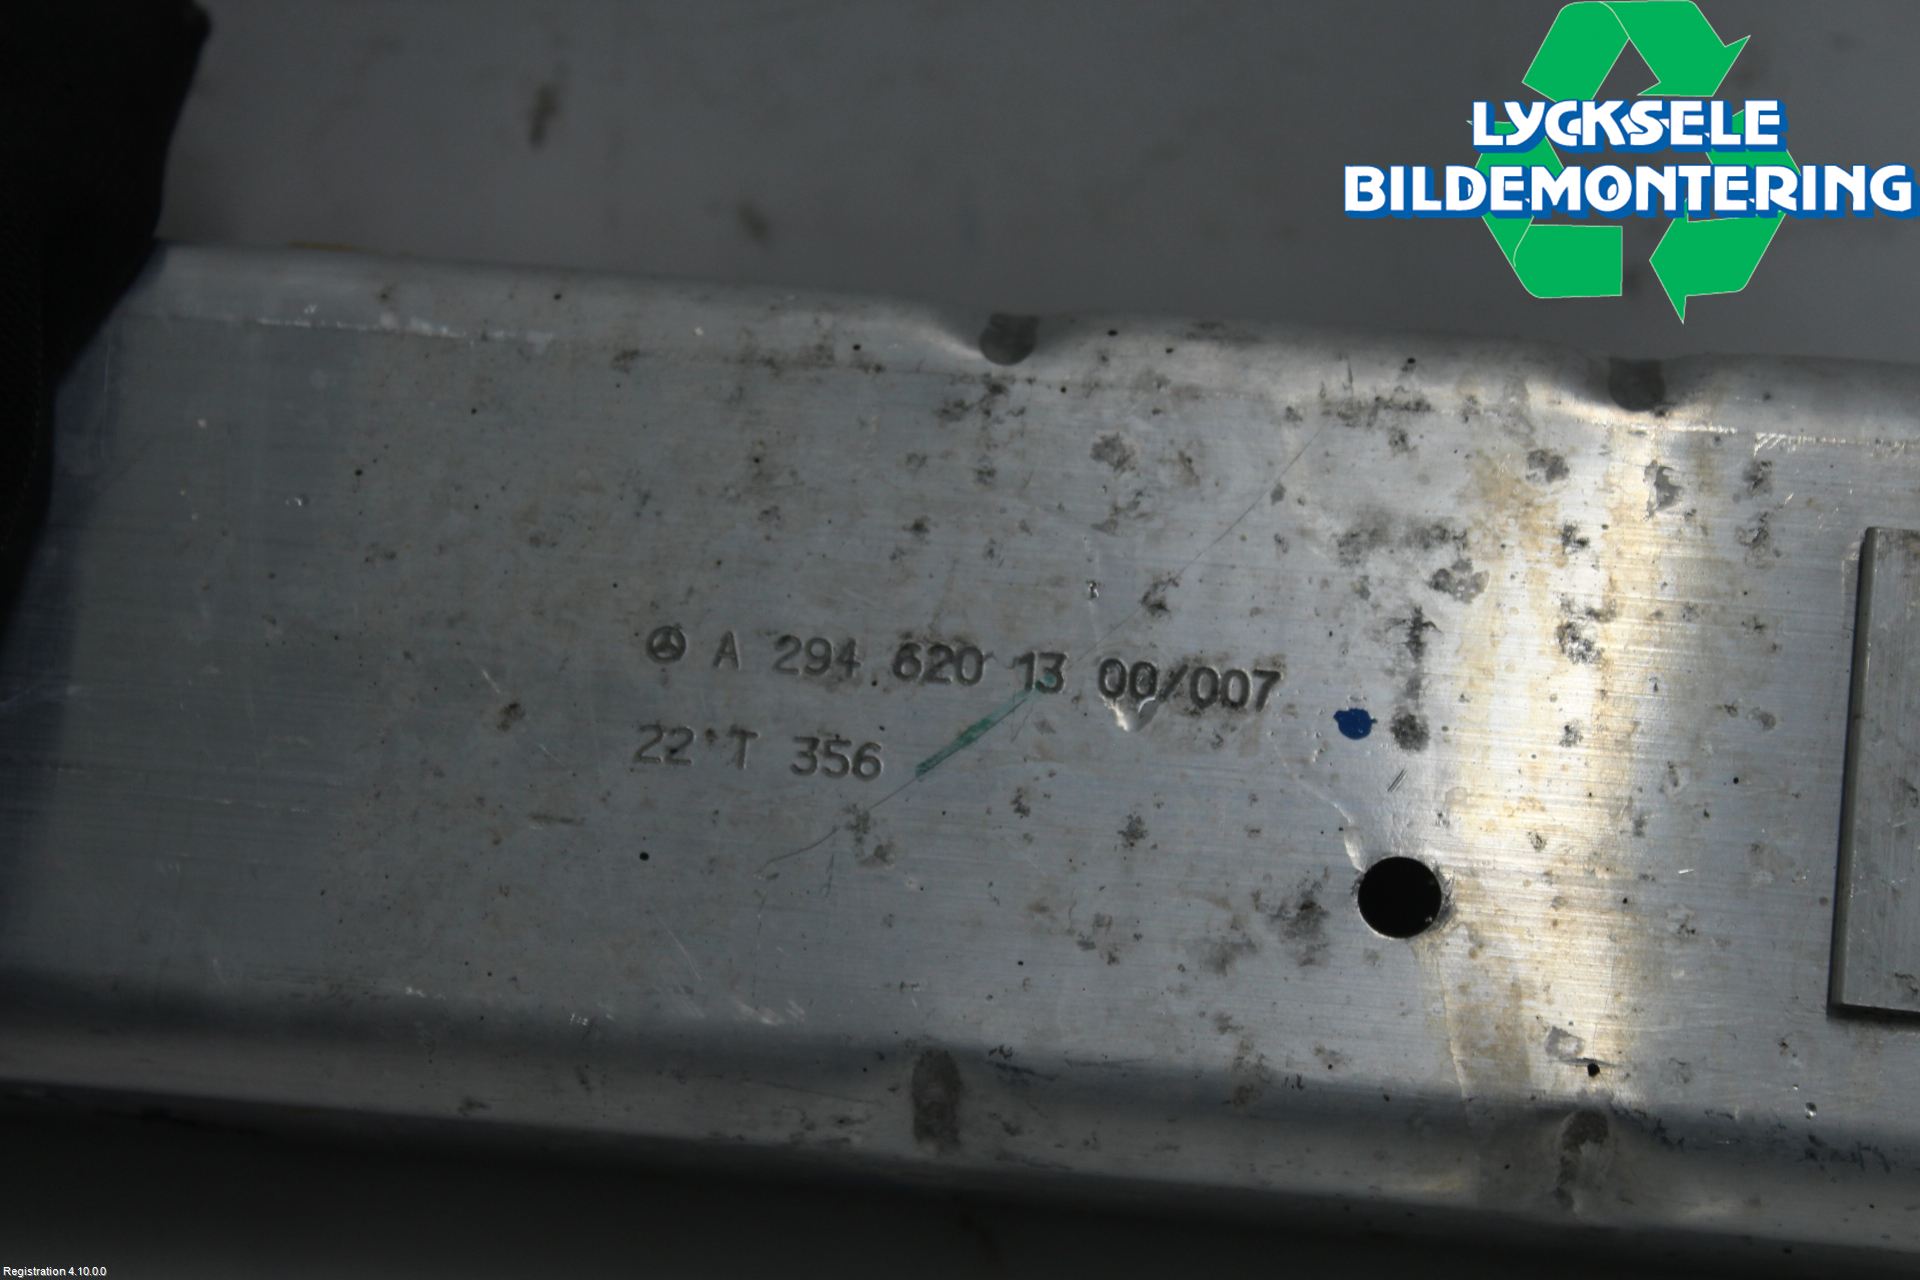 LYCKSELE
BILDEMONTERING
A 294 620 13 00/007
22 T 356
Registration 4.10.0.0